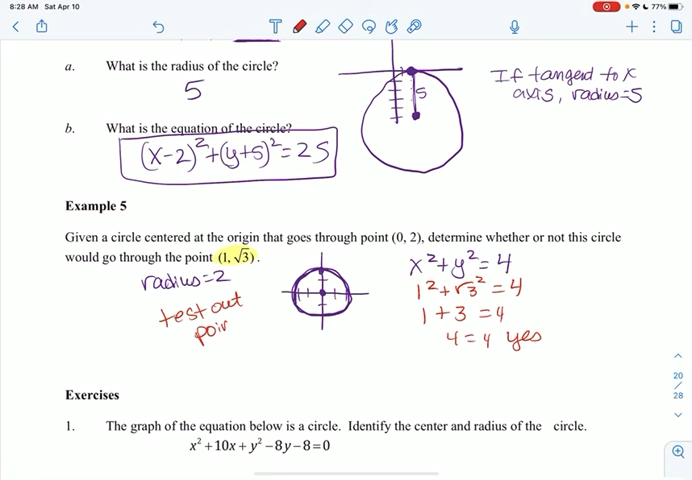 8:28 AM Sat Apr 10
77%
a. What is the radius of the circle?
5
5
If tangent to x
axis, radius=5
b. What is the equation of the circle?
(x-2)²+(y+5)²=25
Example 5
Given a circle centered at the origin that goes through point (0, 2), determine whether or not this circle
would go through the point (1, √3).
radius=2
test out
poin
x²+y²=4
1²+√3²=4
1+3=4
4=4 yes
Exercises
1. The graph of the equation below is a circle. Identify the center and radius of the circle.
x²+10x+y²−8y−8=0
20
/
28